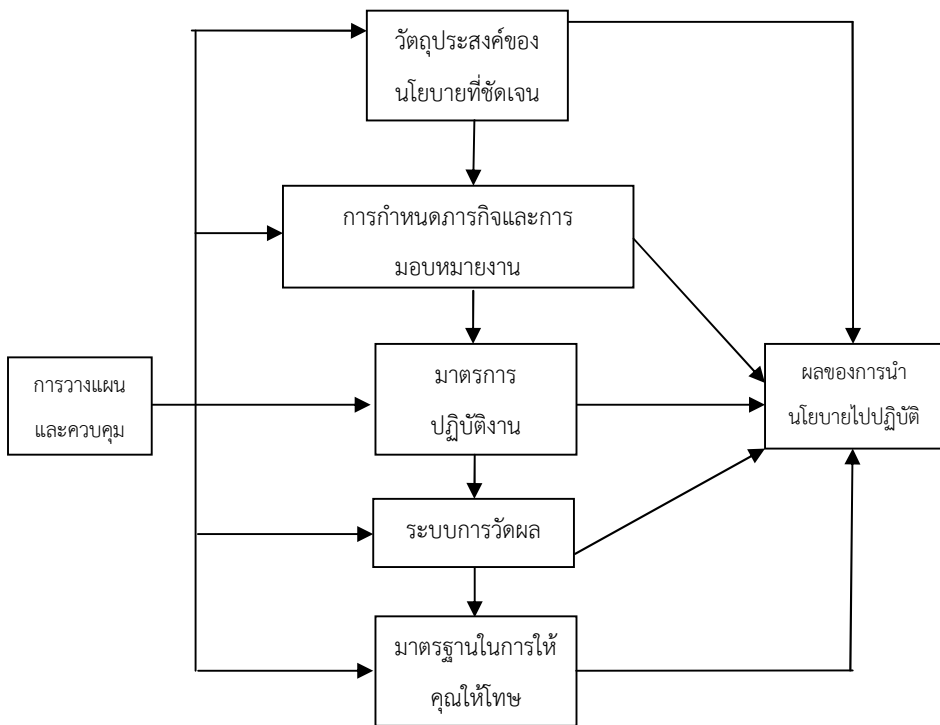 วัตถุประสงค์ของ
นโยบายที่ชัดเจน
การกำหนดภารกิจและการ
มอบหมายงาน
การวางแผน
และควบคุม
มาตรการ
ปฏิบัติงาน
ผลของการนำ
นโยบายไปปฏิบัติ
ระบบการวัดผล
มาตรฐานในการให้
คุณให้โทษ